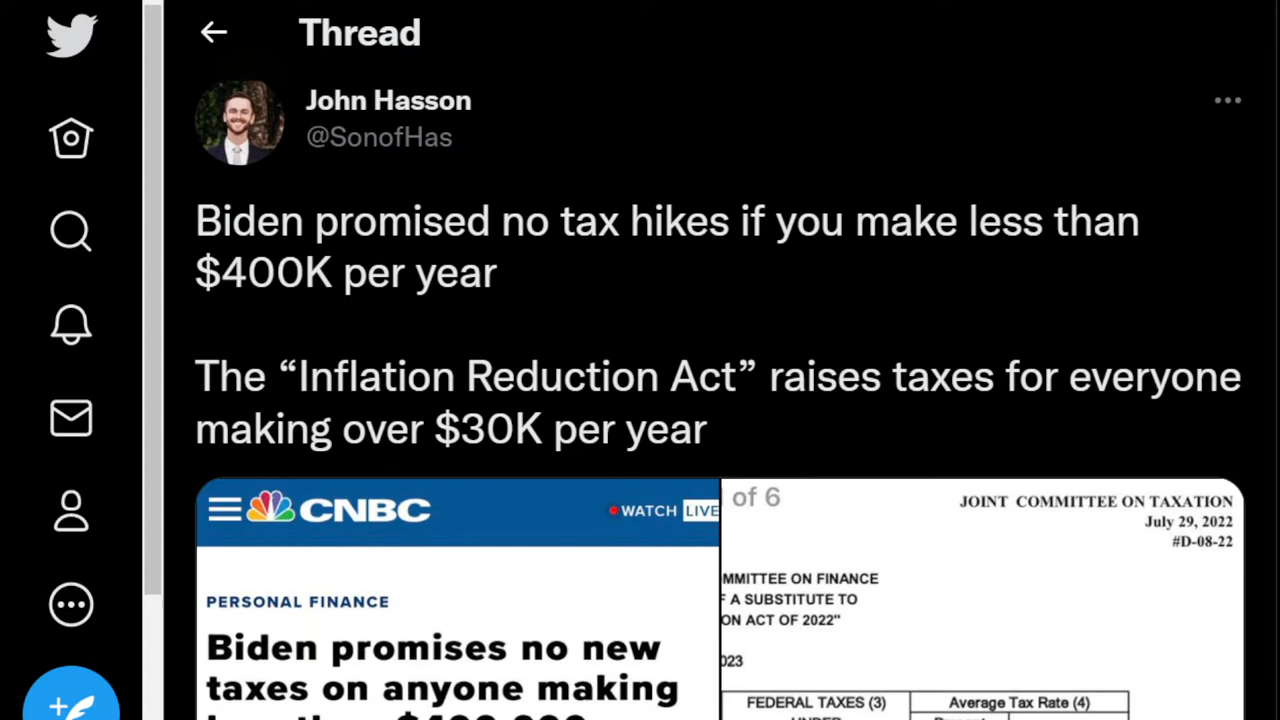 Thread
John Hasson
@SonofHas
Biden promised no tax hikes if you make less than
$400K per year
The “Inflation Reduction Act” raises taxes for everyone
making over $30K per year
CNBC
WATCH LIVE
PERSONAL FINANCE
Biden promises no new
taxes on anyone making
of 6
JOINT COMMITTEE ON TAXATION
July 29, 2022
#D-08-22
MMITTEE ON FINANCE
F A SUBSTITUTE TO
ON ACT OF 2022"
023
FEDERAL TAXES (3)
UNDER
Average Tax Rate (4)